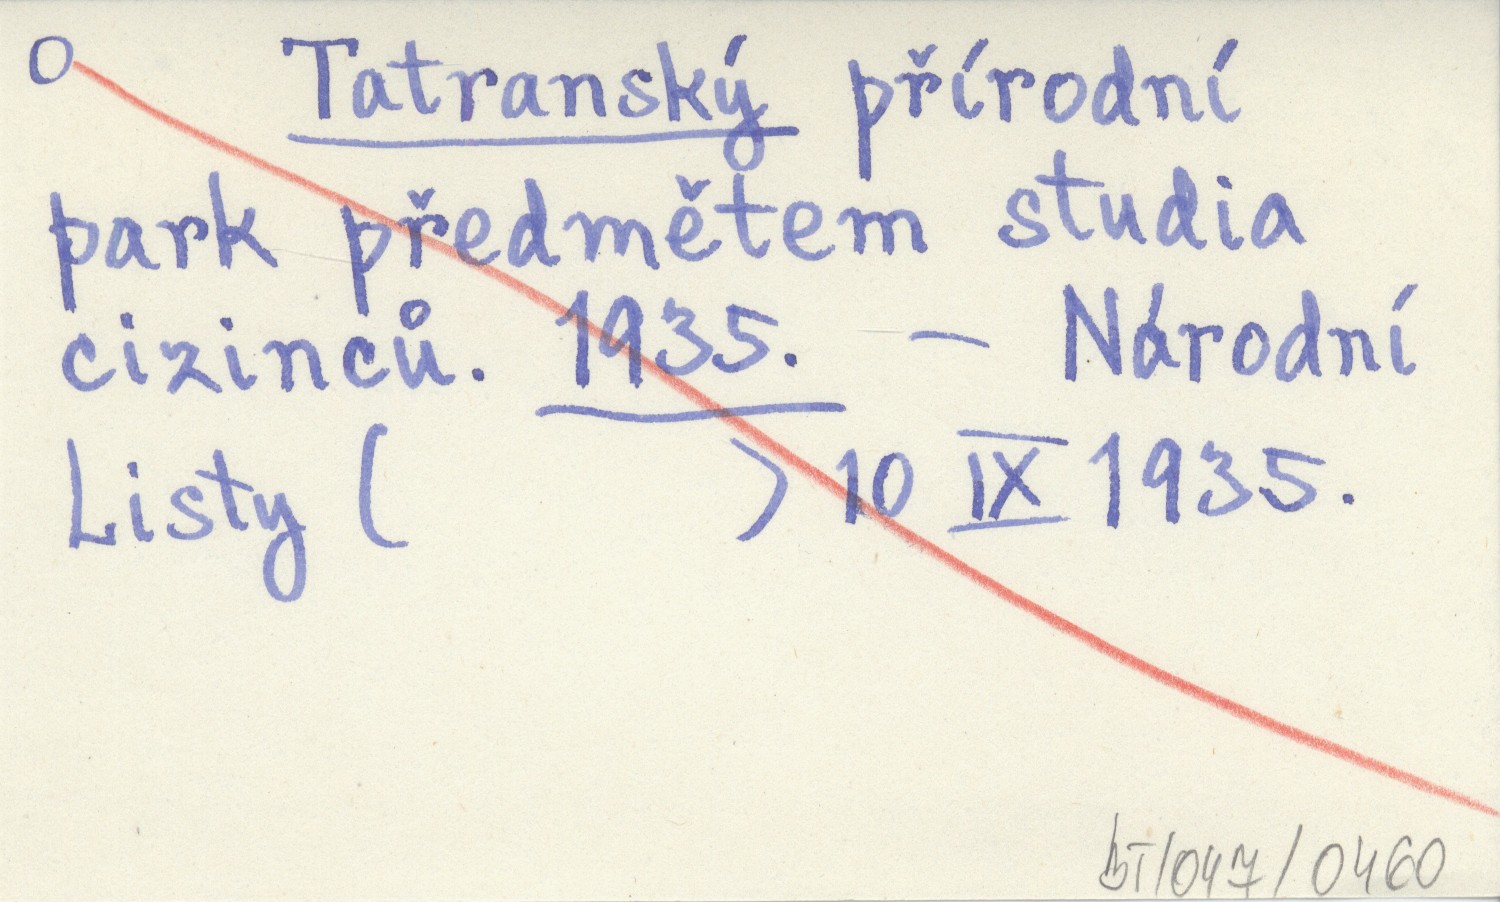 O Tatranský přírodní
park předmětem studia
cizinců. 1935. – Národní
Listy ( ) 10 IX 1935.
BT/047/0460